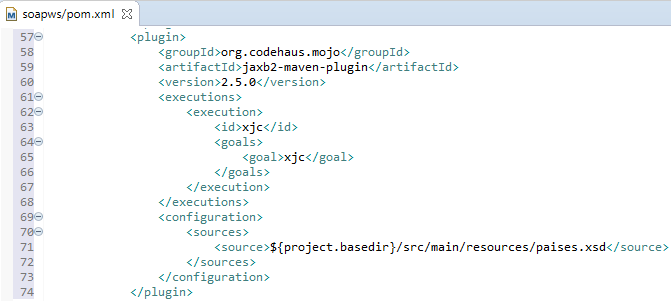 soapws/pom.xml
57 <plugin>
58 <groupId>org.codehaus.mojo</groupId>
59 <artifactId>jaxb2-maven-plugin</artifactId>
60 <version>2.5.0</version>
61 <executions>
62 <execution>
63 <id>xjc</id>
64 <goals>
65 <goal>xjc</goal>
66 </goals>
67 </execution>
68 </executions>
69 <configuration>
70 <sources>
71 <source>${project.basedir}/src/main/resources/paises.xsd</source>
72 </sources>
73 </configuration>
74 </plugin>